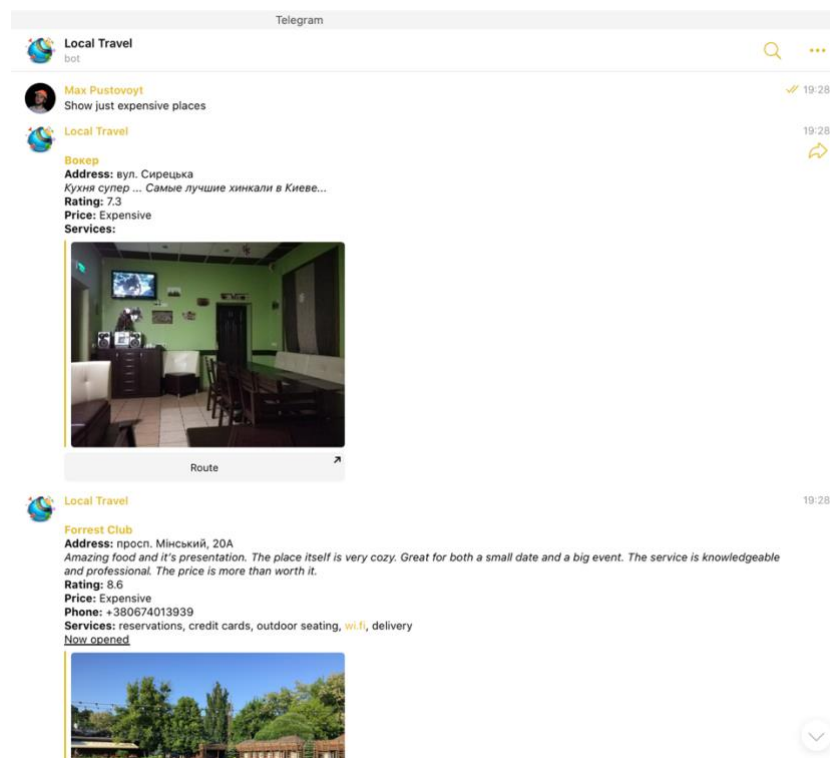 Telegram
Local Travel
bot
Max Pustovoyt
19:28
Show just expensive places
Local Travel
19:28
Вокер
Address: вул. Сирецька
Кухня супер ... Самые лучшие хинкали в Киеве...
Rating: 7.3
Price: Expensive
Services:
Route
Local Travel
19:28
Forrest Club
Address: просп. Мінський, 20А
Amazing food and it's presentation. The place itself is very cozy. Great for both a small date and a big event. The service is knowledgeable
and professional. The price is more than worth it.
Rating: 8.6
Price: Expensive
Phone: +380674013939
Services: reservations, credit cards, outdoor seating, wi.fi, delivery
Now opened